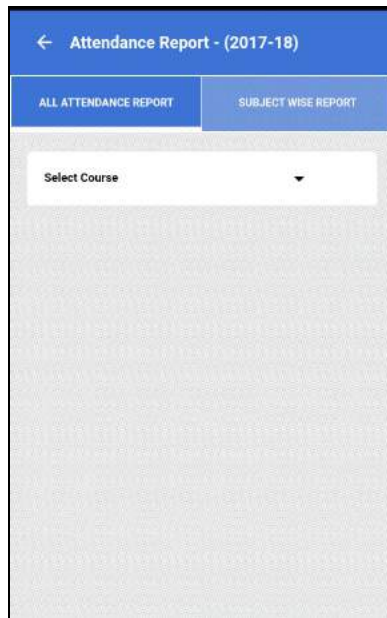 Attendance Report - (2017-18)
ALL ATTENDANCE REPORT
SUBJECT WISE REPORT
Select Course